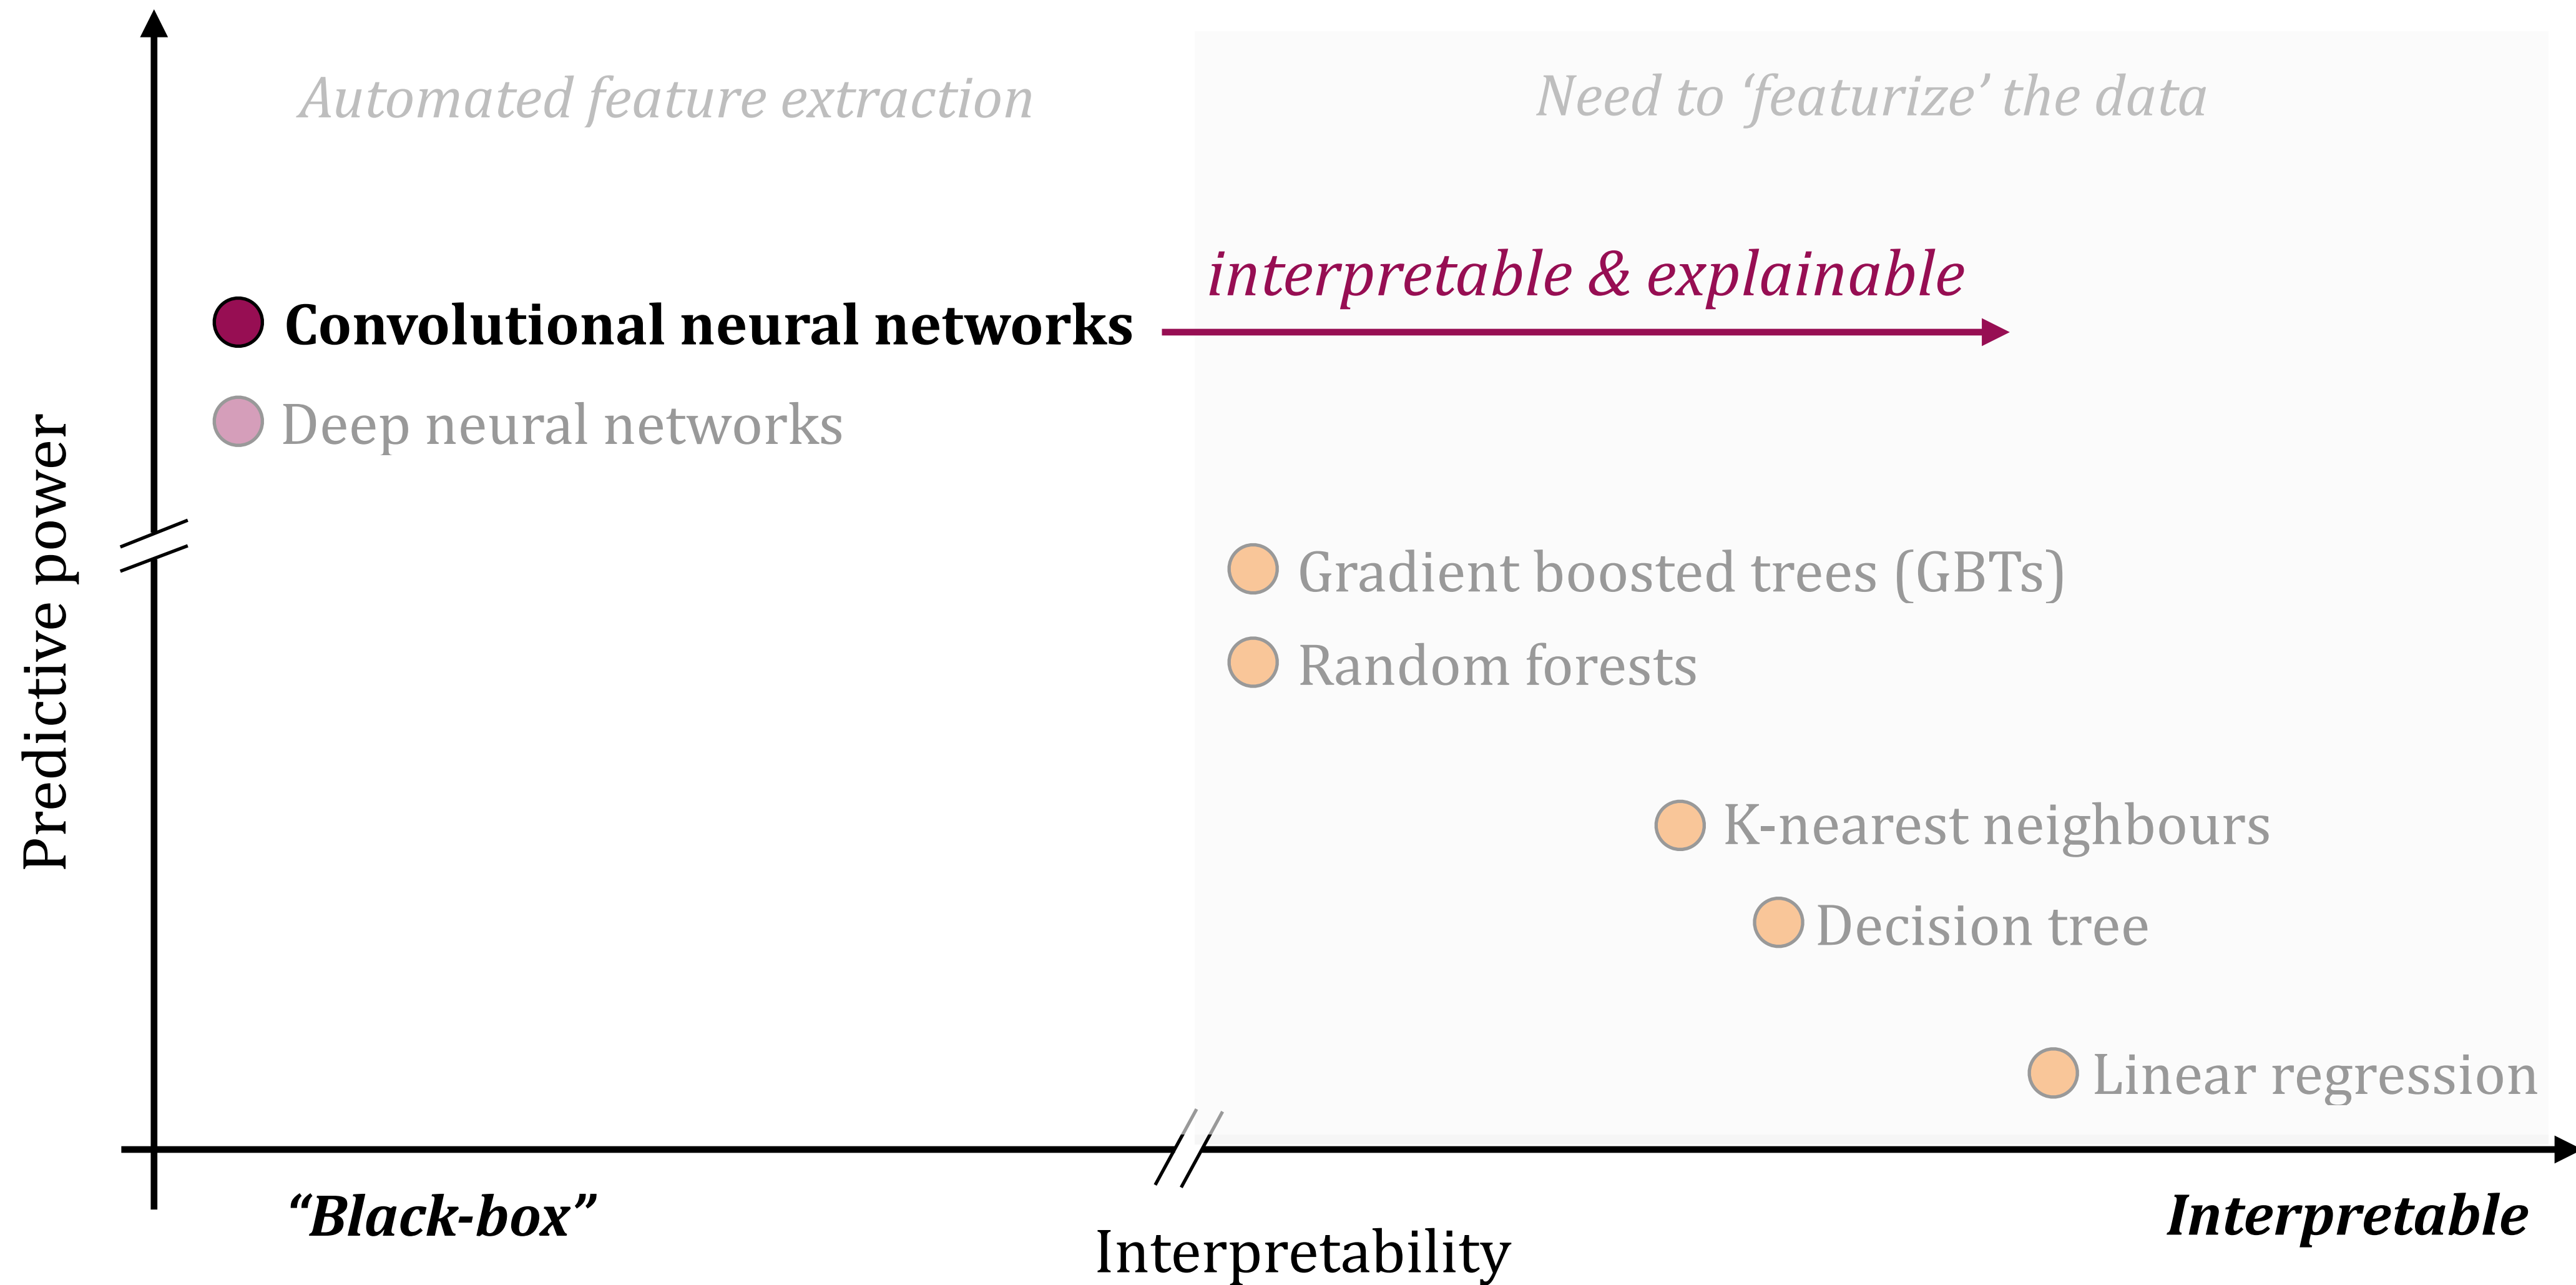 Automated feature extraction
Need to ‘featurize’ the data
interpretable & explainable
Convolutional neural networks
Deep neural networks
Predictive power
Gradient boosted trees (GBTs)
Random forests
K-nearest neighbours
Decision tree
Linear regression
“Black-box”
Interpretable
Interpretability